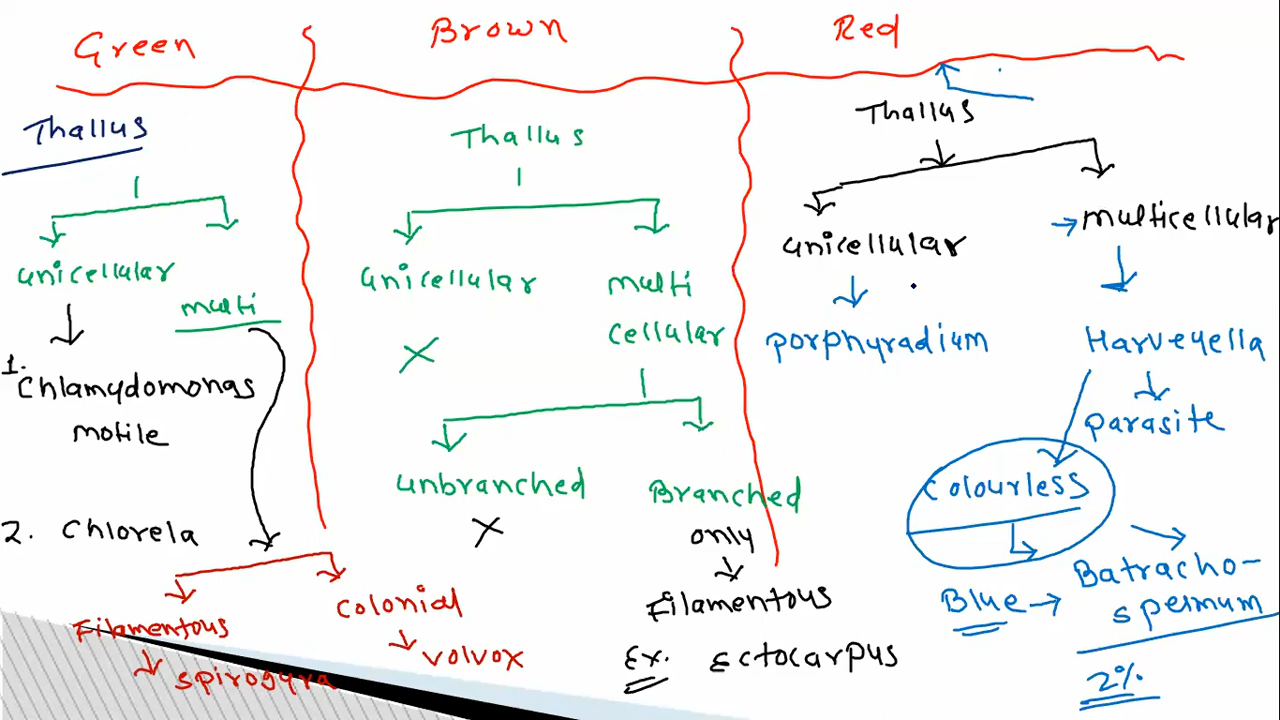 Green
Brown
Red
Thallus
unicellular
multi
1.
Chlamydomonas
motile
2. Chlorela
Filamentous
spirogyra
Colonial
volvox
Thallus
unicellular
multi
cellular
X
unbranched
X
Branched
only
Filamentous
Ex. Ectocarpus
Thallus
unicellular
multicellular
porphyradium
Harveyella
parasite
Colourless
Blue
Batracho-
spermum
2%